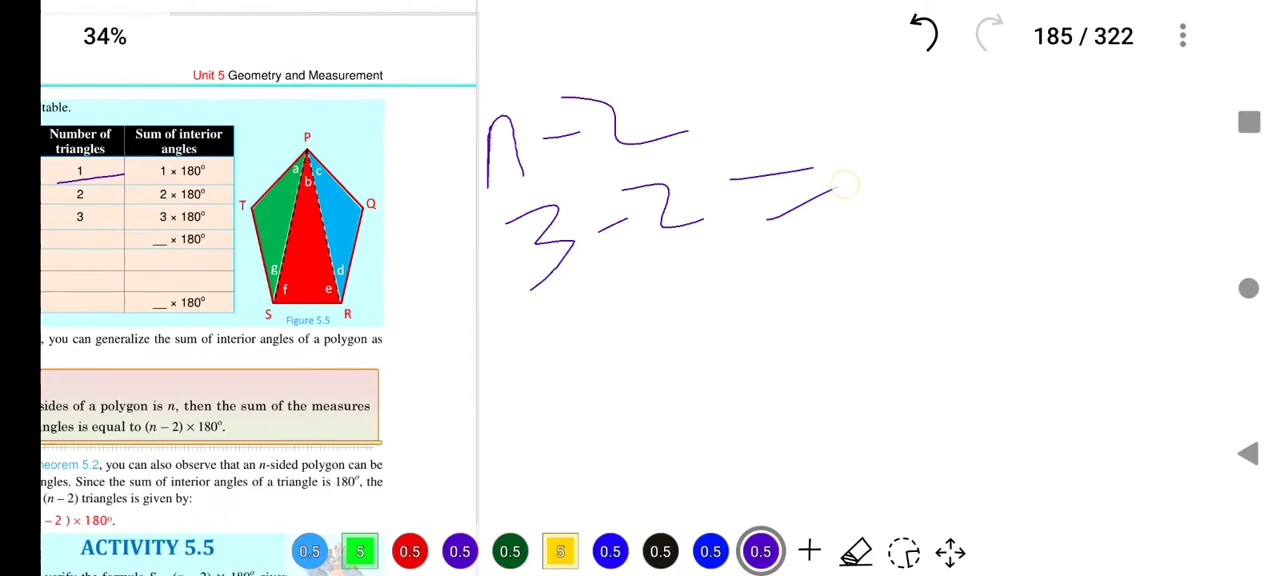 34%
185 / 322
Unit 5 Geometry and Measurement
table.
Number of triangles Sum of interior angles
1 1 × 180°
2 2 × 180°
3 3 × 180°
__ × 180°
__ × 180°
P
a c
b
T Q
g d
f e
S R
Figure 5.5
n - 2
3 - 2 =
, you can generalize the sum of interior angles of a polygon as
sides of a polygon is n, then the sum of the measures
ngles is equal to (n – 2) × 180°.
eorem 5.2, you can also observe that an n-sided polygon can be
ngles. Since the sum of interior angles of a triangle is 180°, the
(n – 2) triangles is given by:
– 2 ) × 180°.
ACTIVITY 5.5
0.5 5 0.5 0.5 0.5 5 0.5 0.5 0.5 0.5